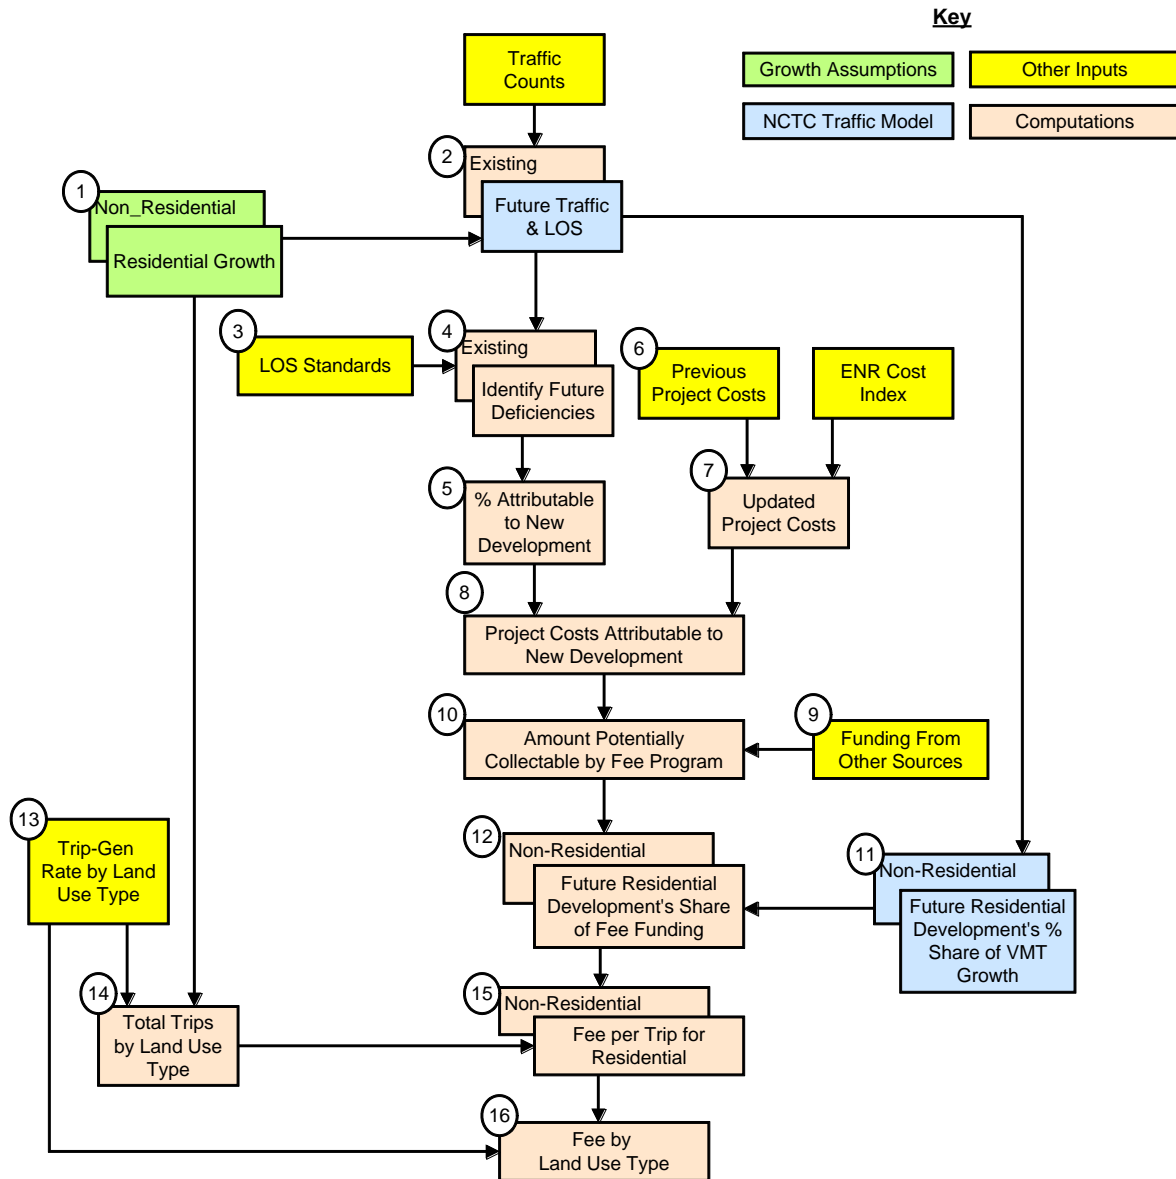 Key
Growth Assumptions
Other Inputs
NCTC Traffic Model
Computations
Traffic
Counts
2
Existing
Future Traffic
& LOS
1
Non_Residential
Residential Growth
3
LOS Standards
4
Existing
Identify Future
Deficiencies
6
Previous
Project Costs
ENR Cost
Index
5
% Attributable
to New
Development
7
Updated
Project Costs
8
Project Costs Attributable to
New Development
10
Amount Potentially
Collectable by Fee Program
9
Funding From
Other Sources
13
Trip-Gen
Rate by Land
Use Type
12
Non-Residential
Future Residential
Development's Share
of Fee Funding
11
Non-Residential
Future Residential
Development's %
Share of VMT
Growth
14
Total Trips
by Land Use
Type
15
Non-Residential
Fee per Trip for
Residential
16
Fee by
Land Use Type